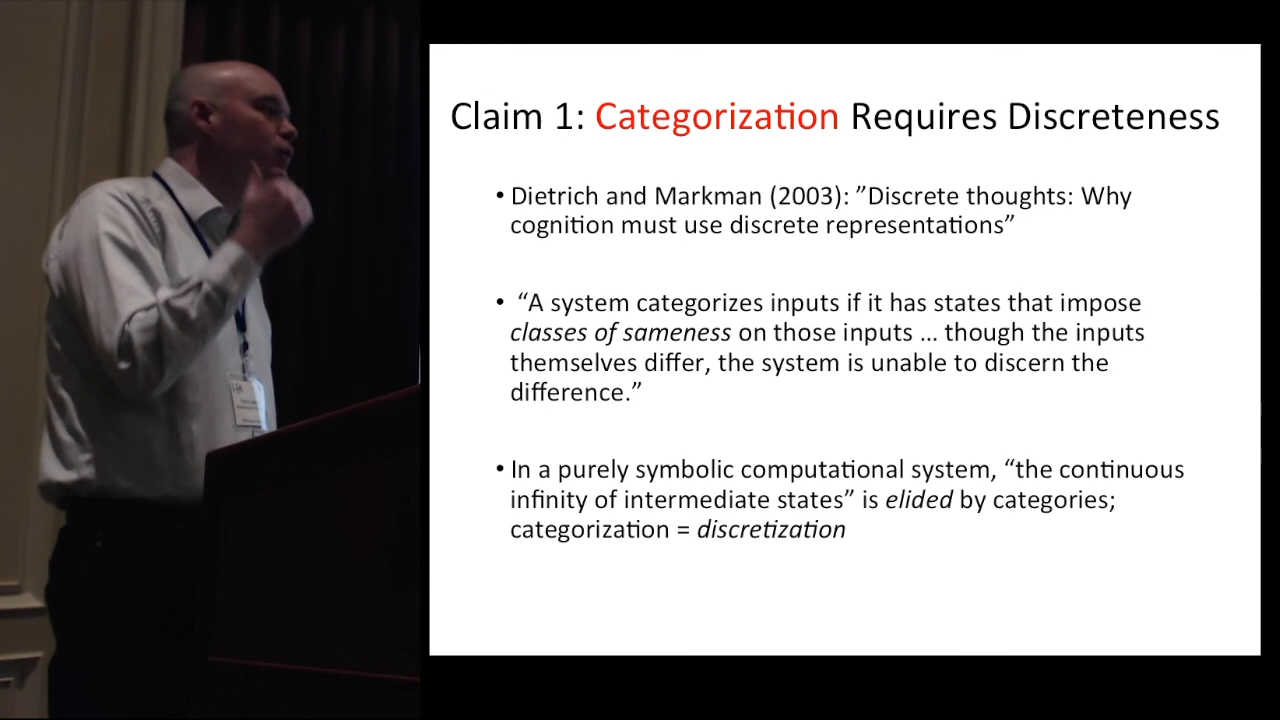 Claim 1: Categorization Requires Discreteness
• Dietrich and Markman (2003): ”Discrete thoughts: Why
cognition must use discrete representations”
• “A system categorizes inputs if it has states that impose
classes of sameness on those inputs … though the inputs
themselves differ, the system is unable to discern the
difference.”
• In a purely symbolic computational system, “the continuous
infinity of intermediate states” is elided by categories;
categorization = discretization